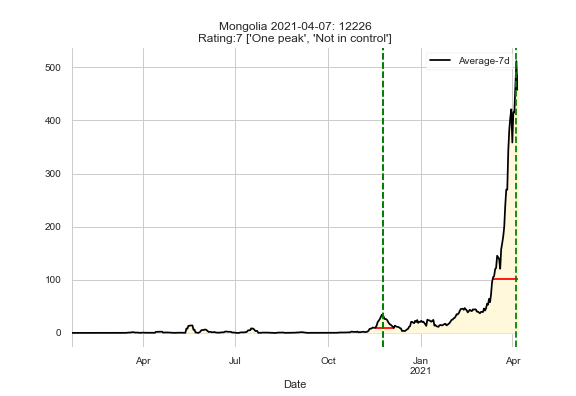 Mongolia 2021-04-07: 12226
Rating:7 ['One peak', 'Not in control']
Average-7d
500
400
300
200
100
0
Apr
Jul
Oct
Jan
2021
Apr
Date